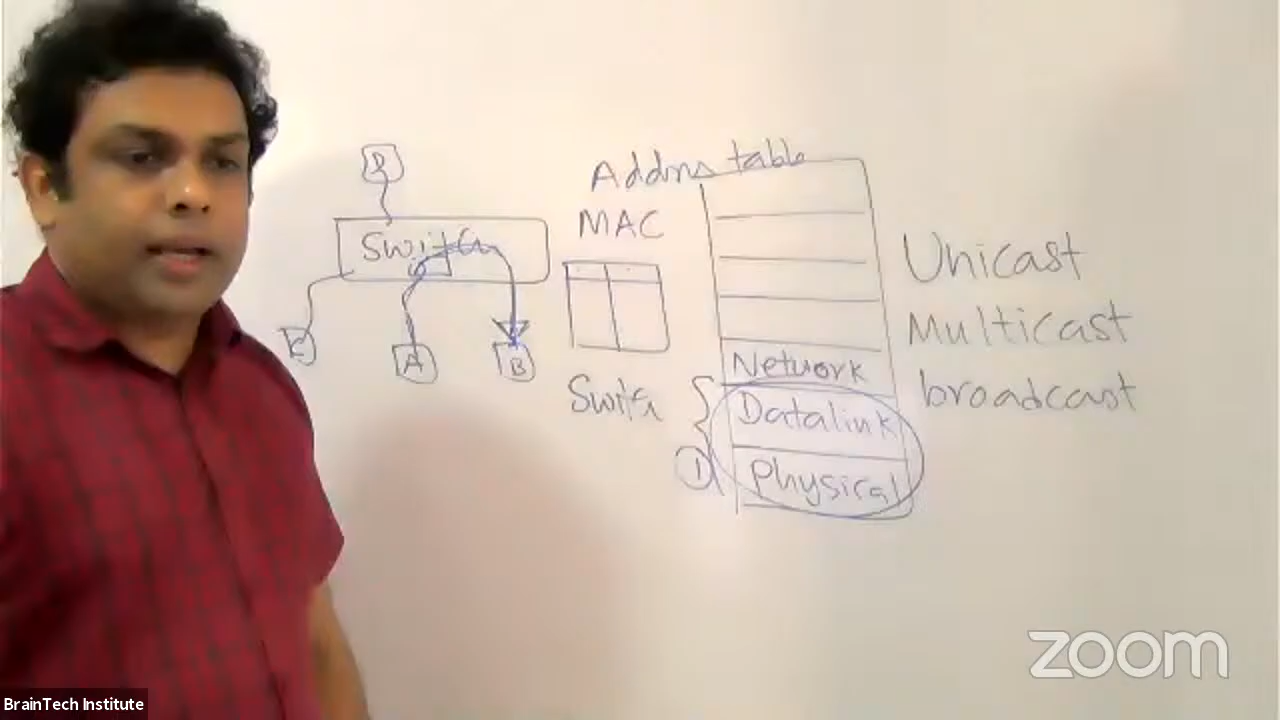 Address table
MAC
Switch
A
B
Switch
Network
Datalink
Physical
1
Unicast
Multicast
broadcast
zoom
BrainTech Institute